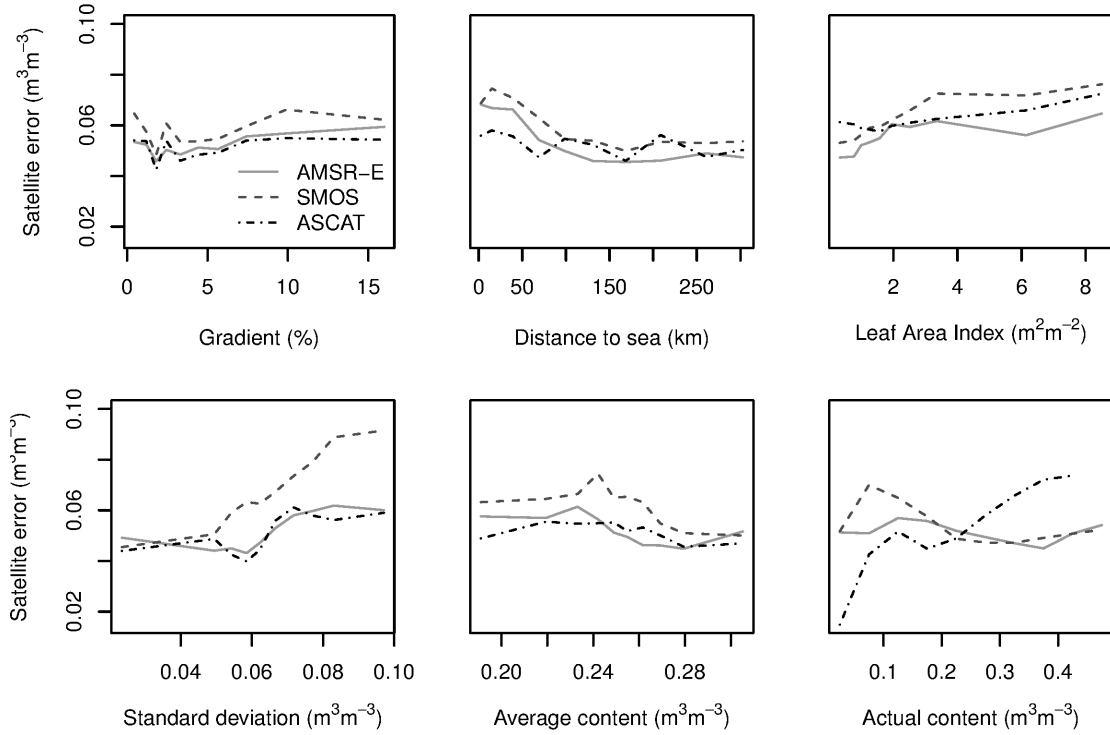 Satellite error (m³m⁻³)
0.02 0.06 0.10
AMSR−E
SMOS
ASCAT
0 5 10 15
Gradient (%)
0 50 150 250
Distance to sea (km)
2 4 6 8
Leaf Area Index (m²m⁻²)
Satellite error (m³m⁻³)
0.02 0.06 0.10
0.04 0.06 0.08 0.10
Standard deviation (m³m⁻³)
0.20 0.24 0.28
Average content (m³m⁻³)
0.1 0.2 0.3 0.4
Actual content (m³m⁻³)